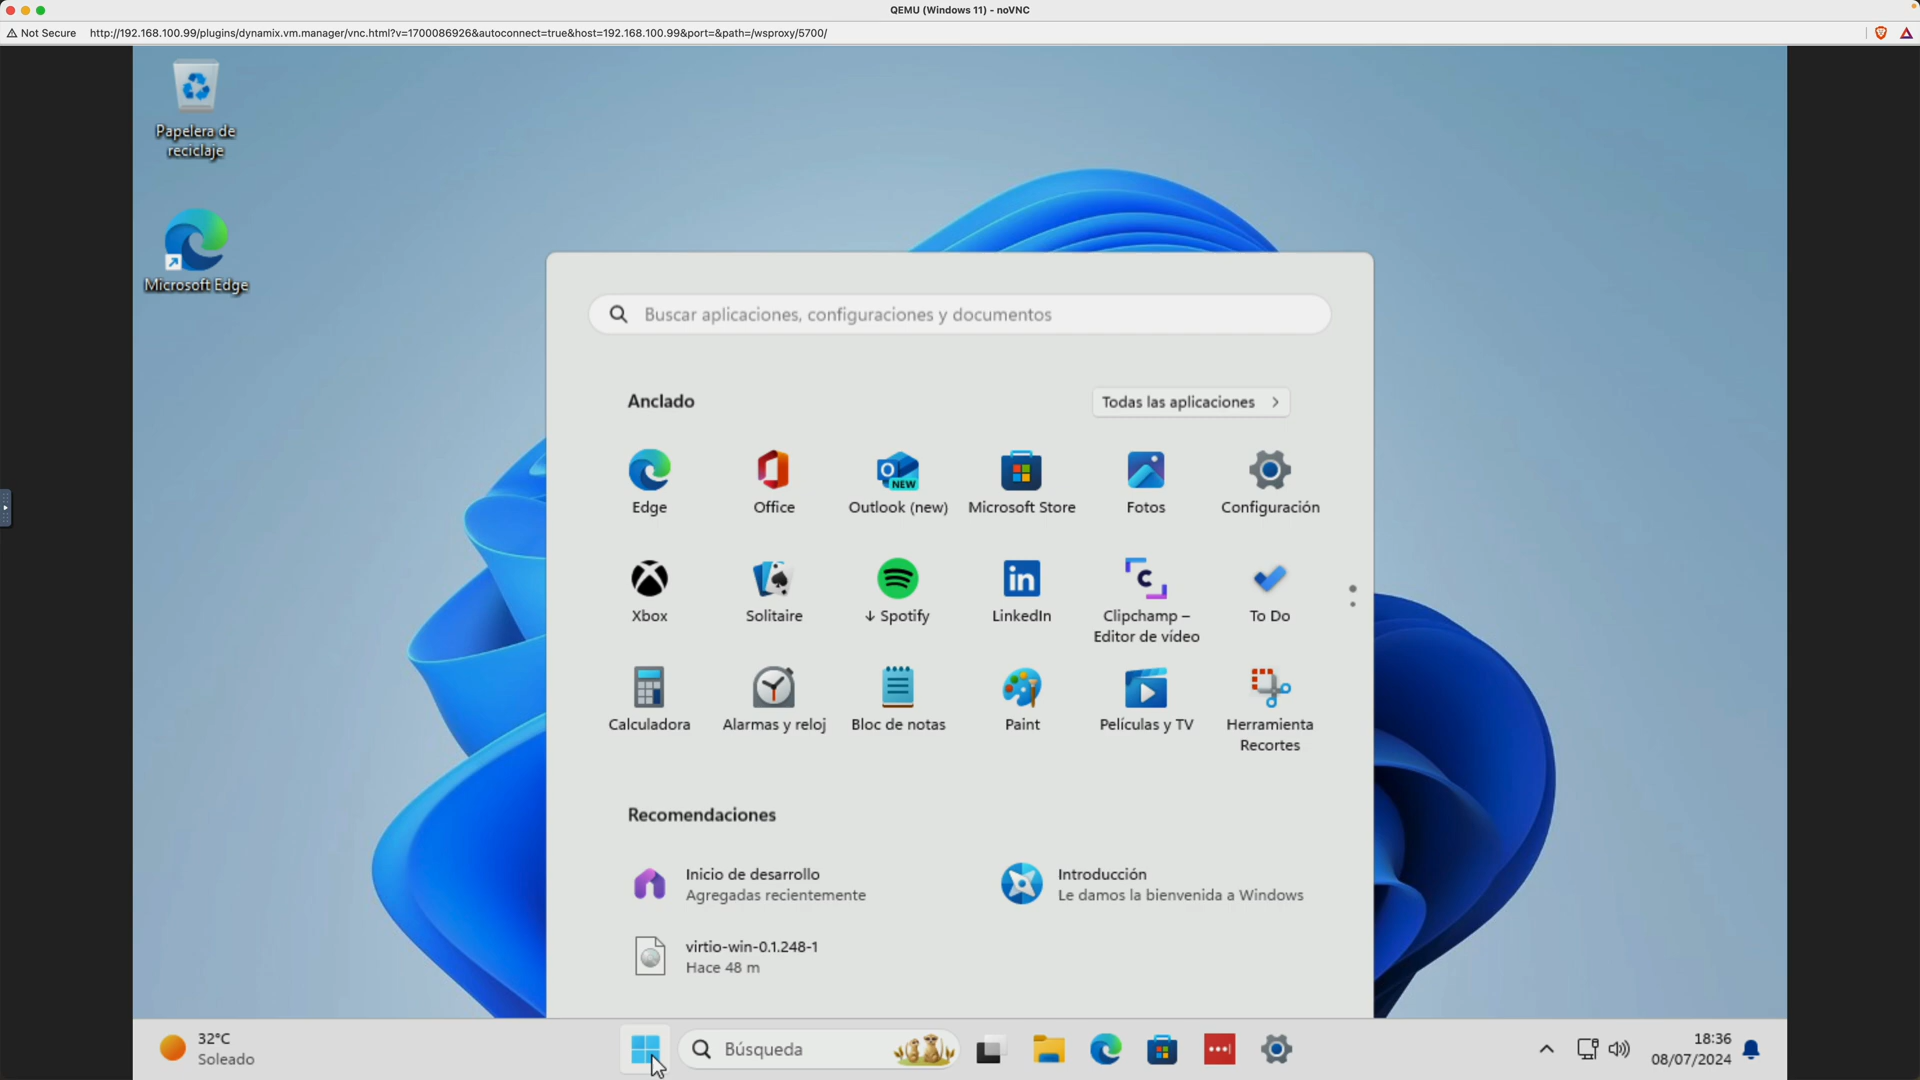 QEMU (Windows 11) - noVNC
Not Secure http://192.168.100.99/plugins/dynamix.vm.manager/vnc.html?v=1700086926&autoconnect=true&host=192.168.100.99&port=&path=/wsproxy/5700/
Papelera de
reciclaje
Microsoft Edge
Buscar aplicaciones, configuraciones y documentos
Anclado
Todas las aplicaciones
Edge
Office
NEW
Outlook (new)
Microsoft Store
Fotos
Configuración
Xbox
Solitaire
↓ Spotify
in
LinkedIn
C
Clipchamp –
Editor de vídeo
To Do
Calculadora
Alarmas y reloj
Bloc de notas
Paint
Películas y TV
Herramienta
Recortes
Recomendaciones
Inicio de desarrollo
Agregadas recientemente
Introducción
Le damos la bienvenida a Windows
virtio-win-0.1.248-1
Hace 48 m
32°C
Soleado
Búsqueda
18:36
08/07/2024